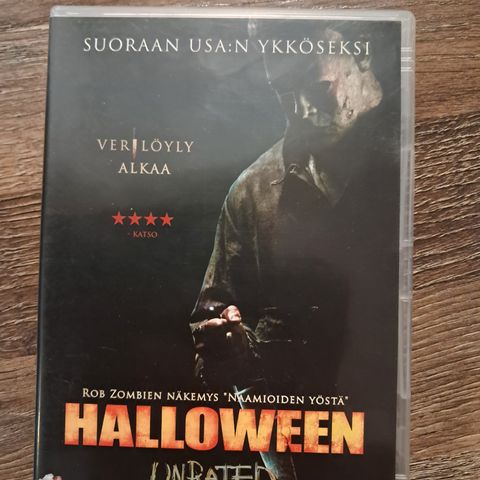 SUORAAN USA:N YKKÖSEKSI
VERILÖYLY
ALKAA
- KATSO
ROB ZOMBIEN NÄKEMYS "NAAMIOIDEN YÖSTÄ"
HALLOWEEN
UNRATED